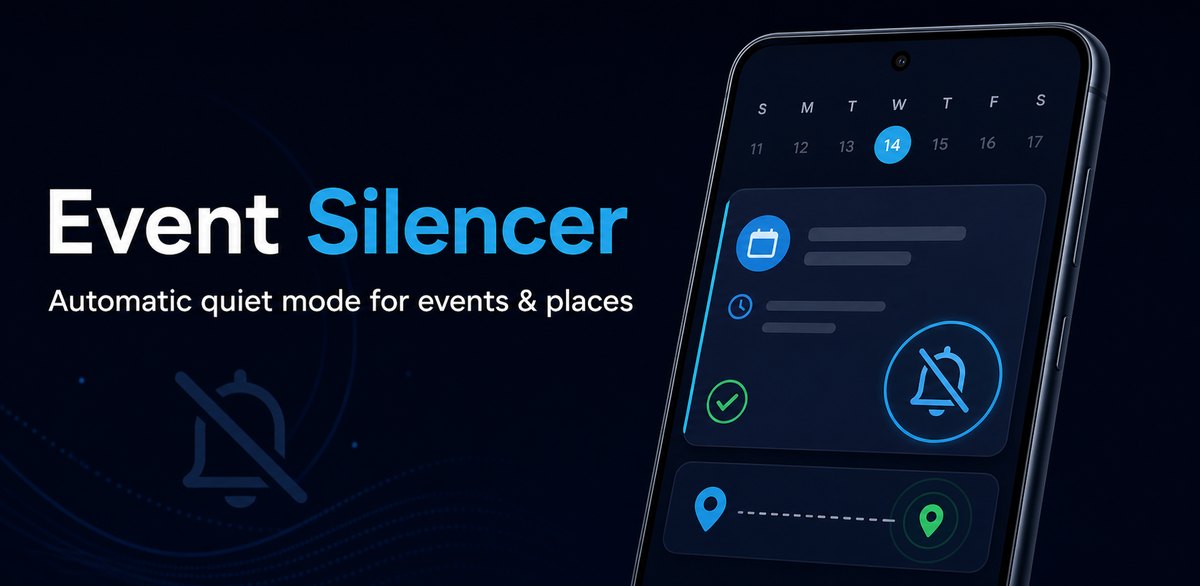 Event Silencer
Automatic quiet mode for events & places
S M T W T F S
11 12 13 14 15 16 17